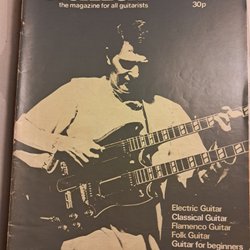 the magazine for all guitarists
30p
Electric Guitar
Classical Guitar
Flamenco Guitar
Folk Guitar
Guitar for beginners